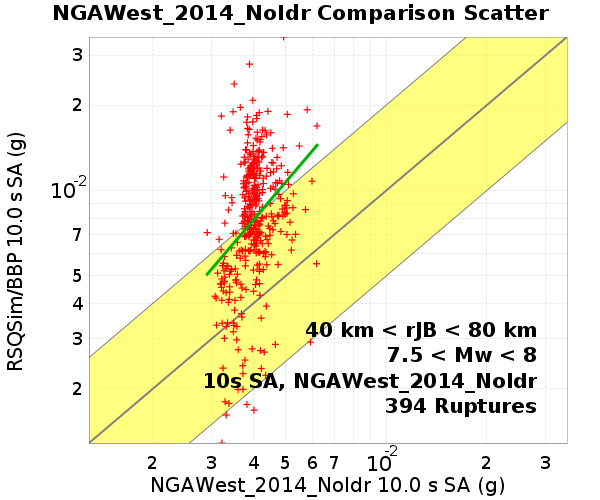 NGAWest_2014_NoIdr Comparison Scatter
RSQSim/BBP 10.0 s SA (g)
3
2
10-2
7
5
4
3
2
40 km < rJB < 80 km
7.5 < Mw < 8
10s SA, NGAWest_2014_NoIdr
394 Ruptures
2 3 4 5 6 7 10-2 2 3
NGAWest_2014_NoIdr 10.0 s SA (g)